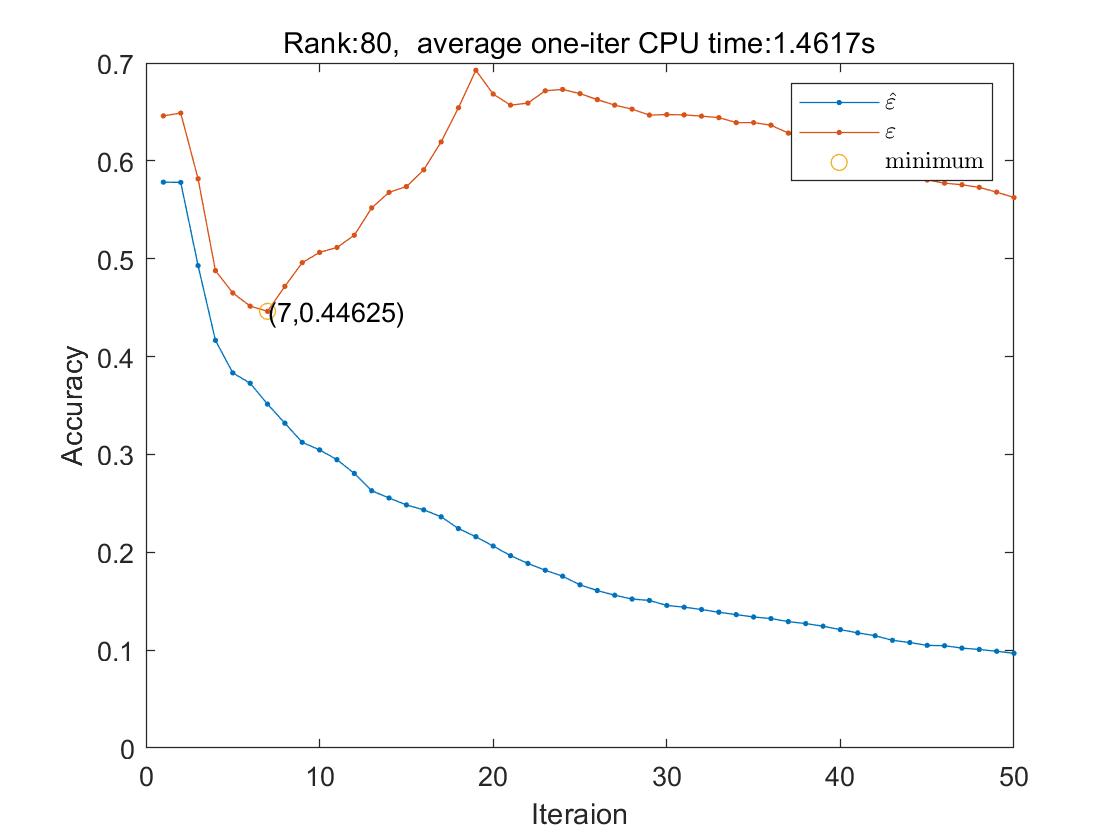 Rank:80,  average one-iter CPU time:1.4617s
0.7
0.6
0.5
0.4
0.3
0.2
0.1
0
Accuracy
ε̂
ε
minimum
(7,0.44625)
0 10 20 30 40 50
Iteraion